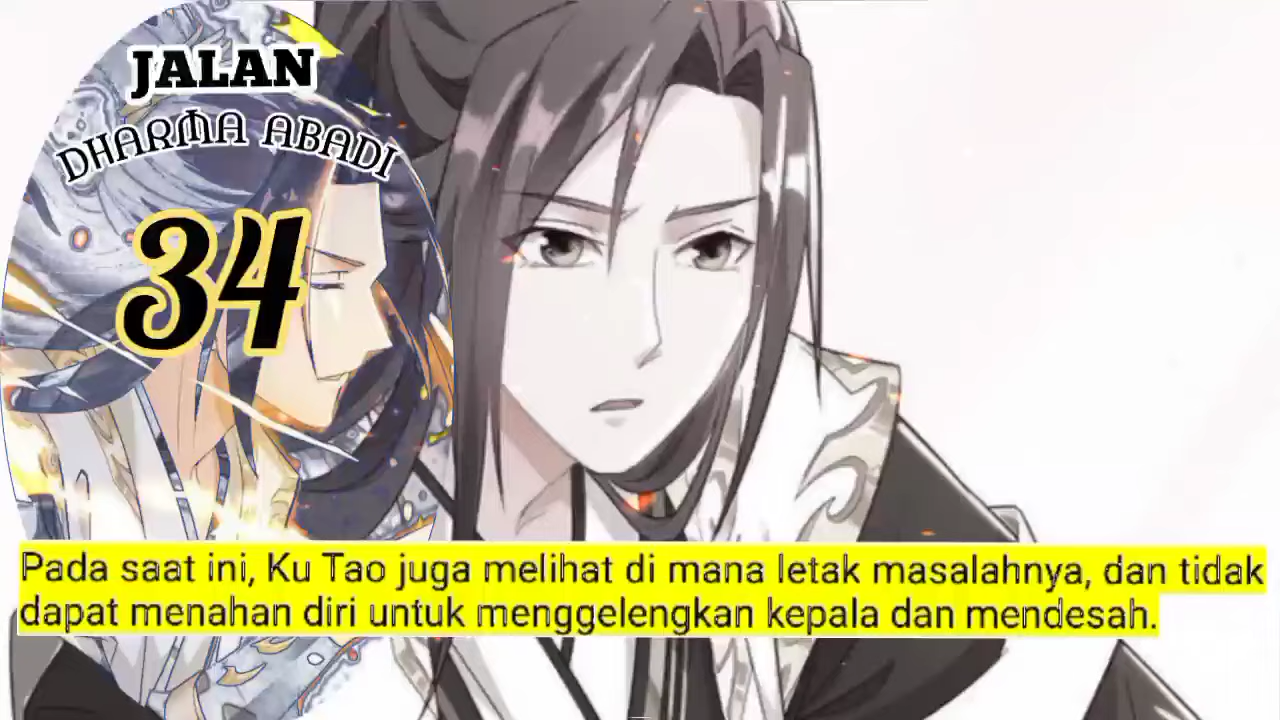 JALAN
DHARMA ABADI
34
Pada saat ini, Ku Tao juga melihat di mana letak masalahnya, dan tidak
dapat menahan diri untuk menggelengkan kepala dan mendesah.